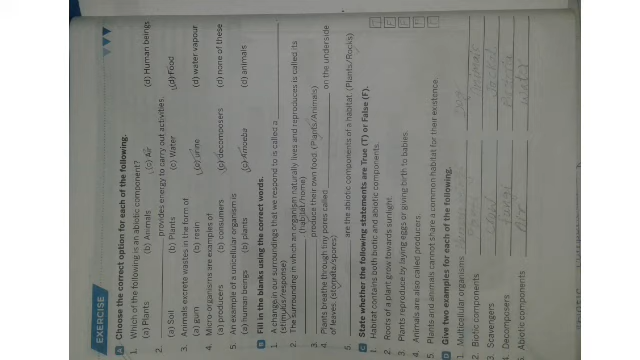 EXERCISE
A Choose the correct option for each of the following.
1. Which of the following is an abiotic component?
(a) Plants (b) Animals (c) Air (d) Human beings
2. provides energy to carry out activities.
(a) Soil (b) Plants (c) Water (d) Food
3. Animals excrete wastes in the form of
(a) gum (b) resin (c) urine (d) water vapour
4. Micro-organisms are examples of
(a) producers (b) consumers (c) decomposers (d) none of these
5. An example of a unicellular organism is
(a) human beings (b) plants (c) Amoeba (d) animals
B Fill in the blanks using the correct words.
1. A change in our surroundings that we respond to is called a
(stimulus/response)
2. The surrounding in which an organism naturally lives and reproduces is called its
(habitat/home)
3. produce their own food. (Plants/Animals)
4. Plants breathe through tiny pores called on the underside
of leaves. (stomata/spores)
5. are the abiotic components of a habitat. (Plants/Rocks)
C State whether the following statements are True (T) or False (F).
1. Habitat contains both biotic and abiotic components.
2. Roots of a plant grow towards sunlight.
3. Plants reproduce by laying eggs or giving birth to babies.
4. Animals are also called producers.
5. Plants and animals cannot share a common habitat for their existence.
D Give two examples for each of the following.
1. Multicellular organisms Dog
2. Biotic components animals
3. Scavengers Jackal
4. Decomposers Fungi Bacteria
5. Abiotic components Air Water